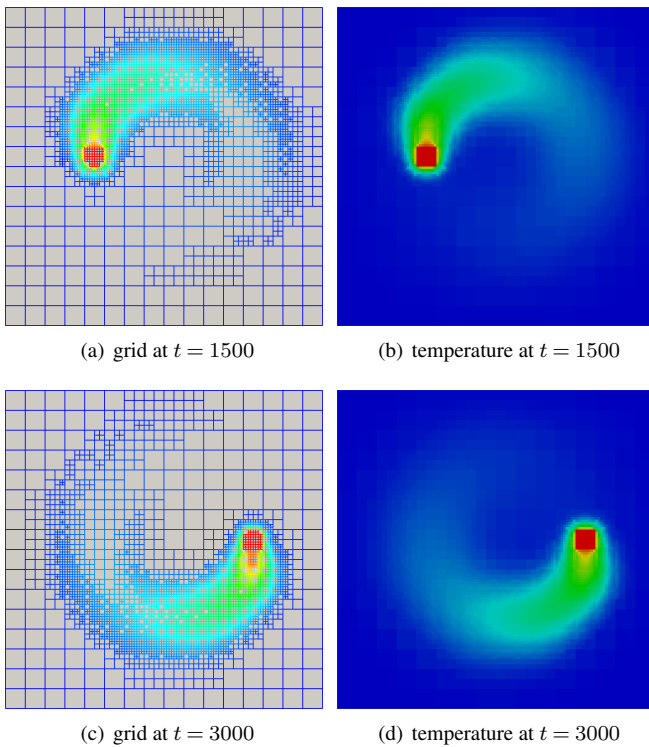 (a) grid at t = 1500
(b) temperature at t = 1500
(c) grid at t = 3000
(d) temperature at t = 3000